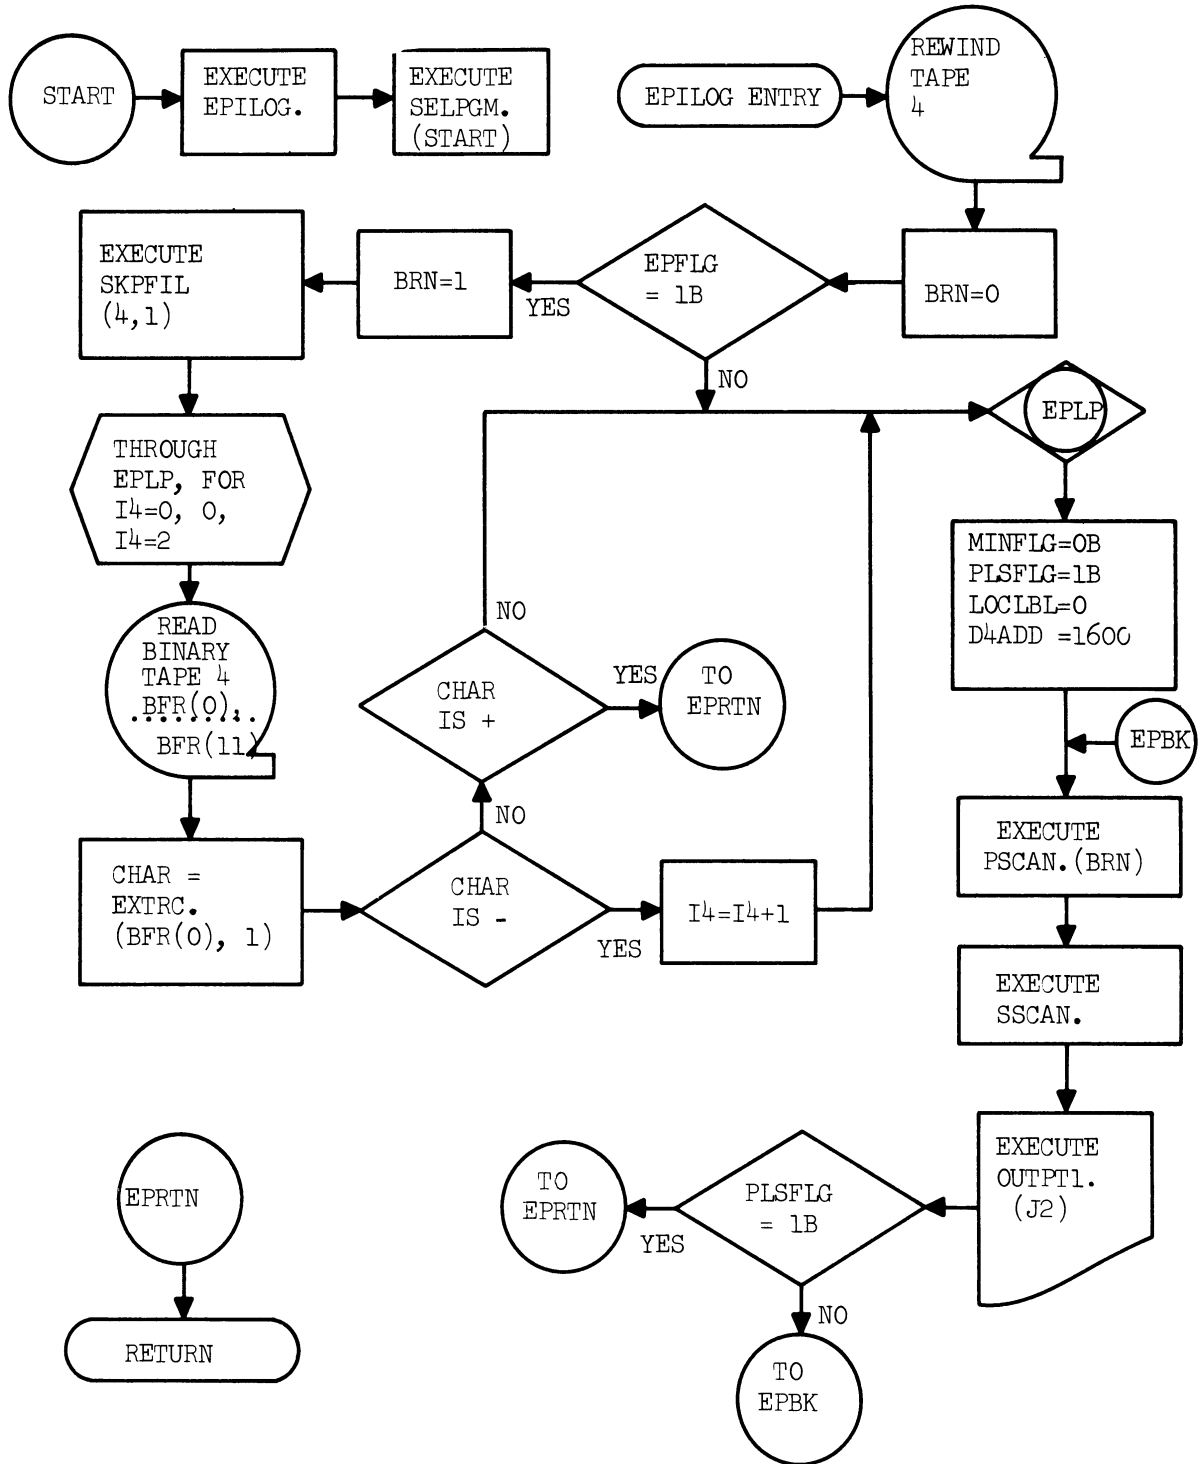 START
EXECUTE
EPILOG.
EXECUTE
SELPGM.
(START)
EPILOG ENTRY
REWIND
TAPE
4
EXECUTE
SKPFIL
(4,1)
BRN=1
YES
EPFLG
= 1B
NO
BRN=0
THROUGH
EPLP, FOR
I4=0, 0,
I4=2
EPLP
MINFLG=0B
PLSFLG=1B
LOCLBL=0
D4ADD =1600
READ
BINARY
TAPE 4
BFR(0),
..........
BFR(11)
NO
CHAR
IS +
YES
TO
EPRTN
EPBK
NO
EXECUTE
PSCAN.(BRN)
CHAR =
EXTRC.
(BFR(0), 1)
CHAR
IS -
YES
I4=I4+1
EXECUTE
SSCAN.
EPRTN
RETURN
TO
EPRTN
YES
PLSFLG
= 1B
NO
EXECUTE
OUTPT1.
(J2)
TO
EPBK